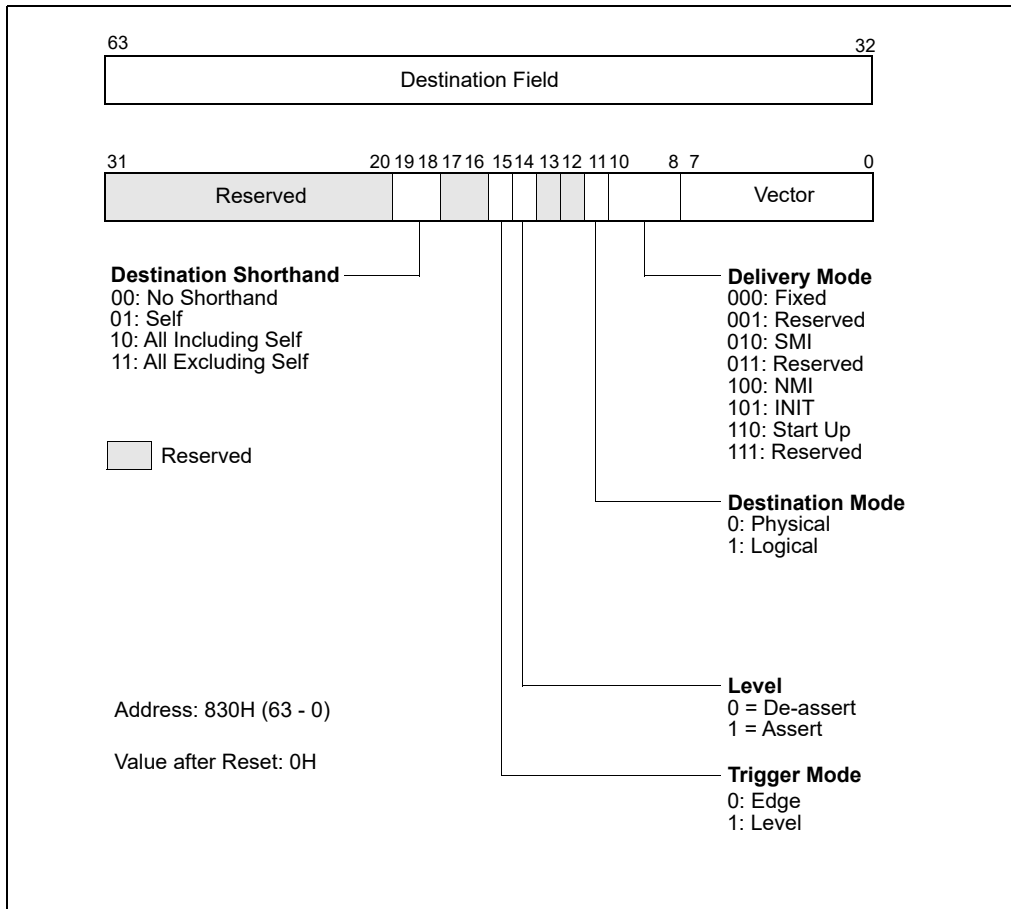 63 32
Destination Field
31 20 19 18 17 16 15 14 13 12 11 10 8 7 0
Reserved Vector
Destination Shorthand
00: No Shorthand
01: Self
10: All Including Self
11: All Excluding Self
Reserved
Delivery Mode
000: Fixed
001: Reserved
010: SMI
011: Reserved
100: NMI
101: INIT
110: Start Up
111: Reserved
Destination Mode
0: Physical
1: Logical
Level
0 = De-assert
1 = Assert
Address: 830H (63 - 0)
Value after Reset: 0H
Trigger Mode
0: Edge
1: Level